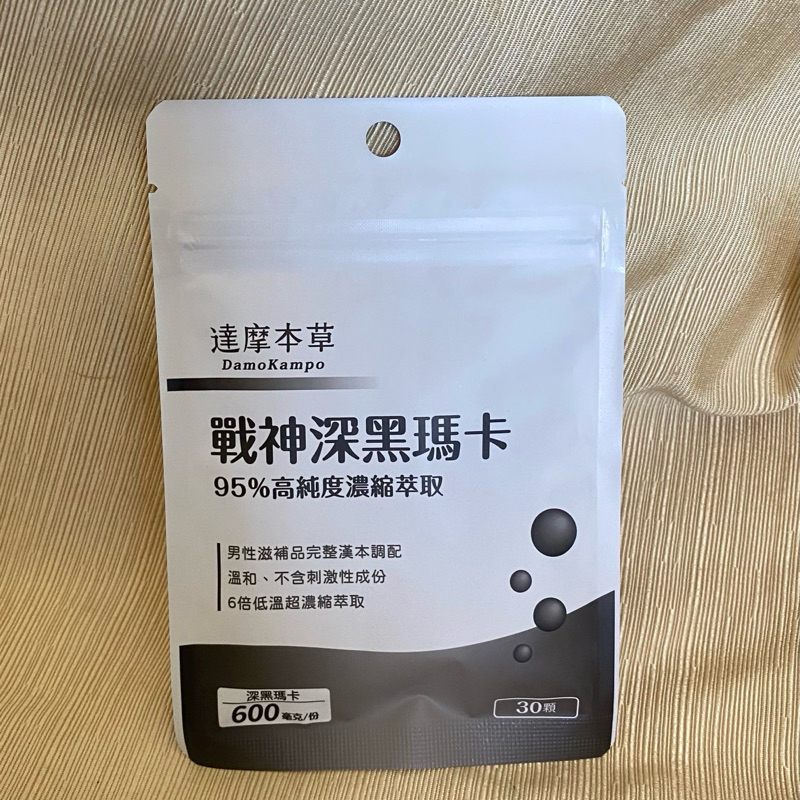 達摩本草
DamoKampo
戰神深黑瑪卡
95%高純度濃縮萃取
男性滋補品完整漢本調配
溫和、不含刺激性成份
6倍低溫超濃縮萃取
深黑瑪卡
600毫克/份
30顆